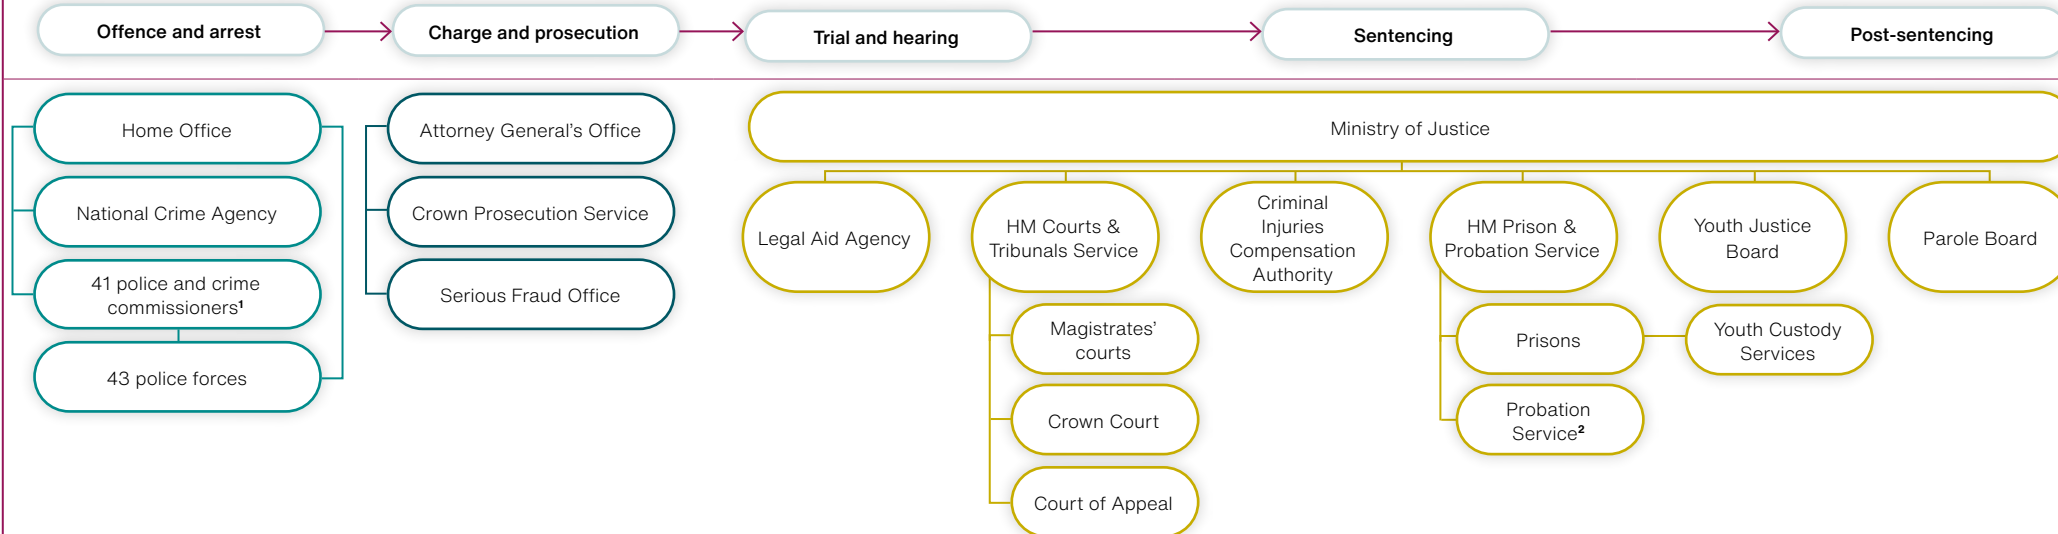 Offence and arrest
Charge and prosecution
Trial and hearing
Sentencing
Post-sentencing
Home Office
National Crime Agency
41 police and crime
commissioners¹
43 police forces
Attorney General’s Office
Crown Prosecution Service
Serious Fraud Office
Ministry of Justice
Legal Aid Agency
HM Courts &
Tribunals Service
Magistrates’
courts
Crown Court
Court of Appeal
Criminal
Injuries
Compensation
Authority
HM Prison &
Probation Service
Prisons
Probation
Service²
Youth Justice
Board
Youth Custody
Services
Parole Board